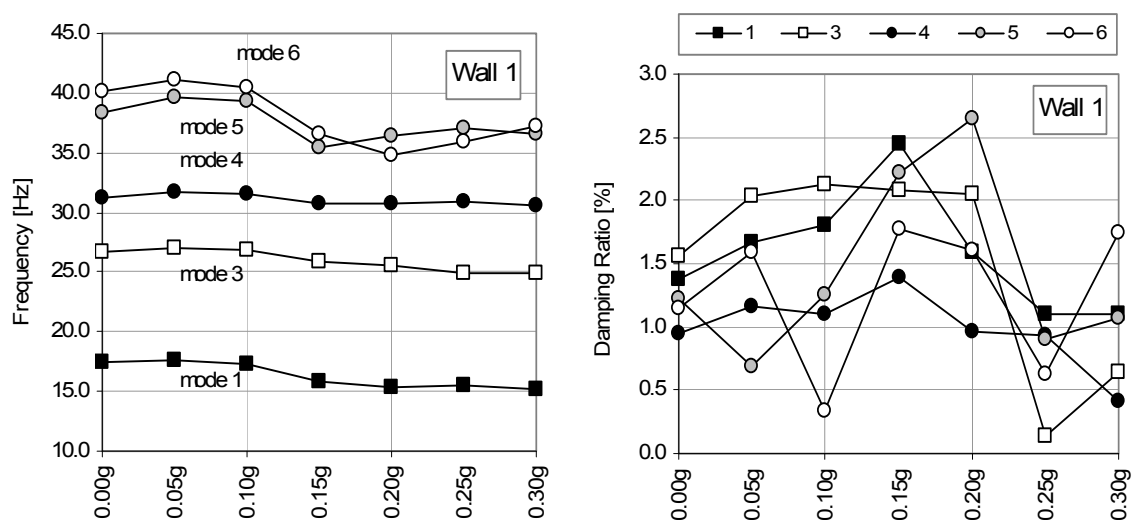 45.0
40.0
35.0
30.0
25.0
20.0
15.0
10.0
Frequency [Hz]
mode 6
Wall 1
mode 5
mode 4
mode 3
mode 1
0.00g
0.05g
0.10g
0.15g
0.20g
0.25g
0.30g
1 3 4 5 6
3.0
2.5
2.0
1.5
1.0
0.5
0.0
Damping Ratio [%]
Wall 1
0.00g
0.05g
0.10g
0.15g
0.20g
0.25g
0.30g